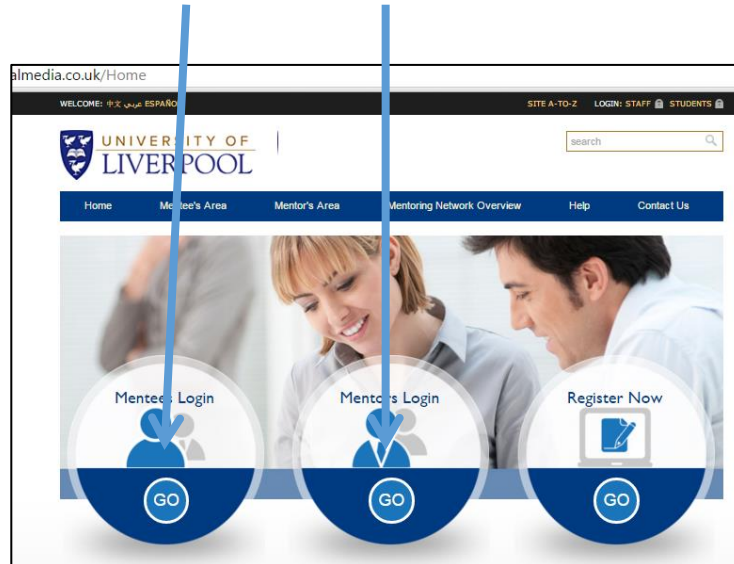 almedia.co.uk/Home
WELCOME: 中文 عربي ESPAÑO
SITE A-TO-Z LOGIN: STAFF STUDENTS
UNIVERSITY OF
LIVERPOOL
search
Home Mentee's Area Mentor's Area Mentoring Network Overview Help Contact Us
Mentees Login Mentors Login Register Now
GO GO GO